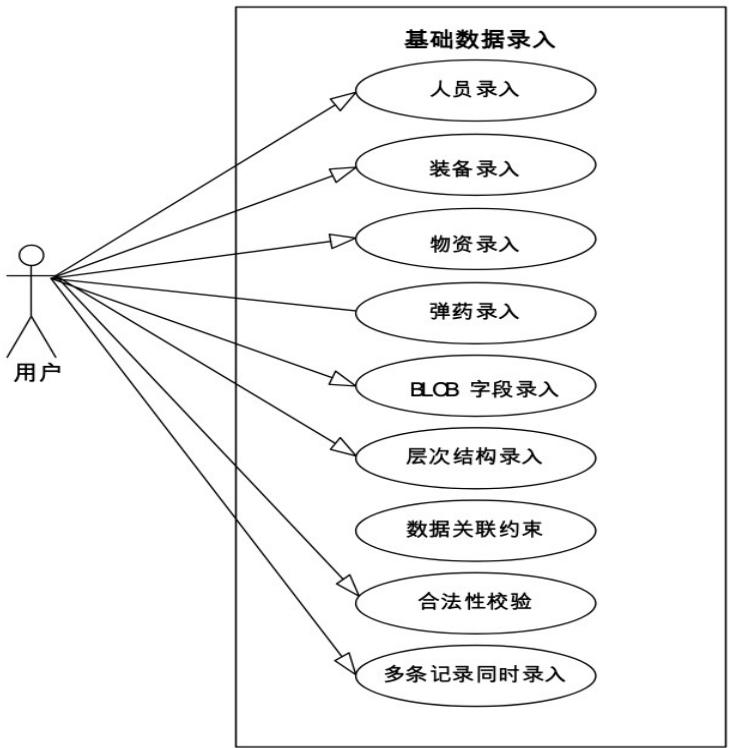 基础数据录入
人员录入
装备录入
物资录入
弹药录入
用户
BLOB 字段录入
层次结构录入
数据关联约束
合法性校验
多条记录同时录入